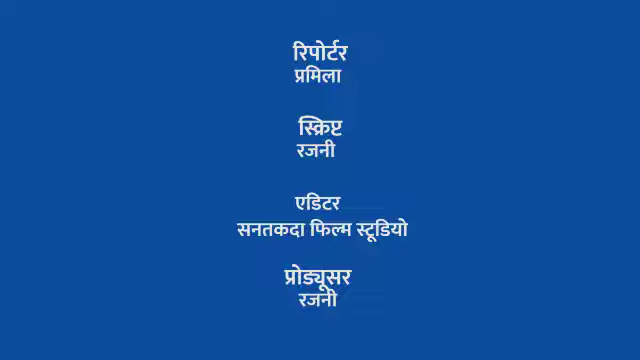 रिपोर्टर
प्रमिला
स्क्रिप्ट
रजनी
एडिटर
सनतकदा फिल्म स्टूडियो
प्रोड्यूसर
रजनी